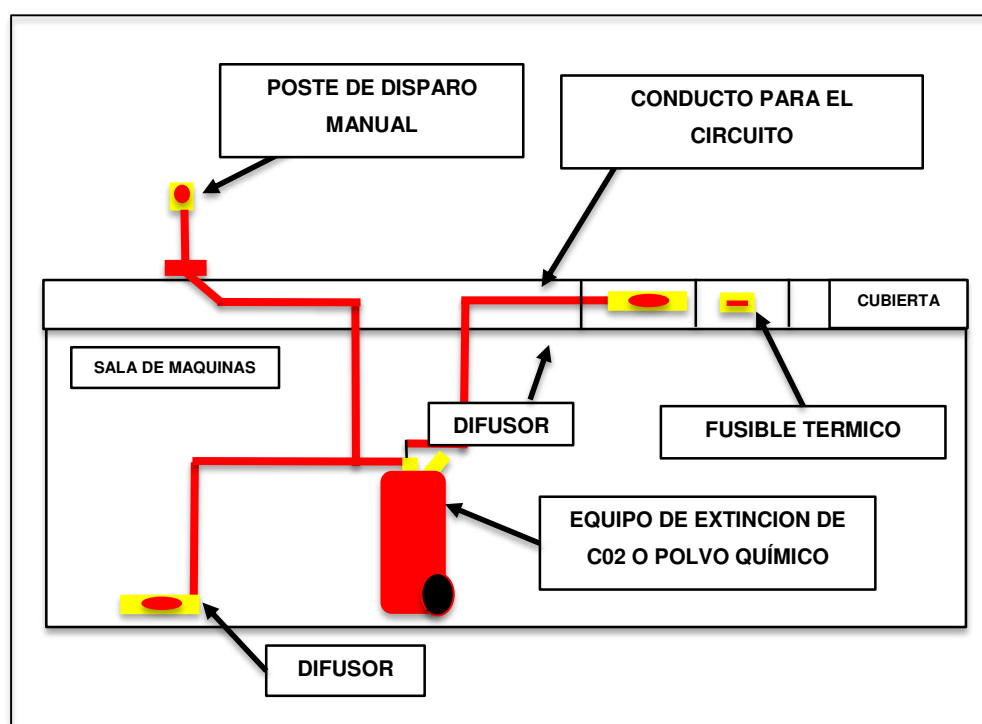 POSTE DE DISPARO
MANUAL
CONDUCTO PARA EL
CIRCUITO
CUBIERTA
SALA DE MAQUINAS
DIFUSOR
FUSIBLE TERMICO
EQUIPO DE EXTINCION DE
C02 O POLVO QUÍMICO
DIFUSOR